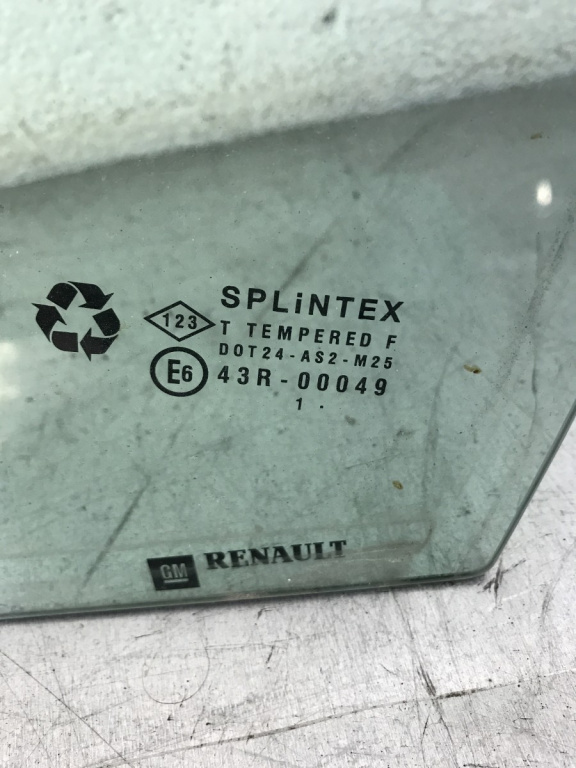 SPLiNTEX
123 T TEMPERED F
DOT24-AS2-M25
E6 43R-00049
1 .
GM RENAULT